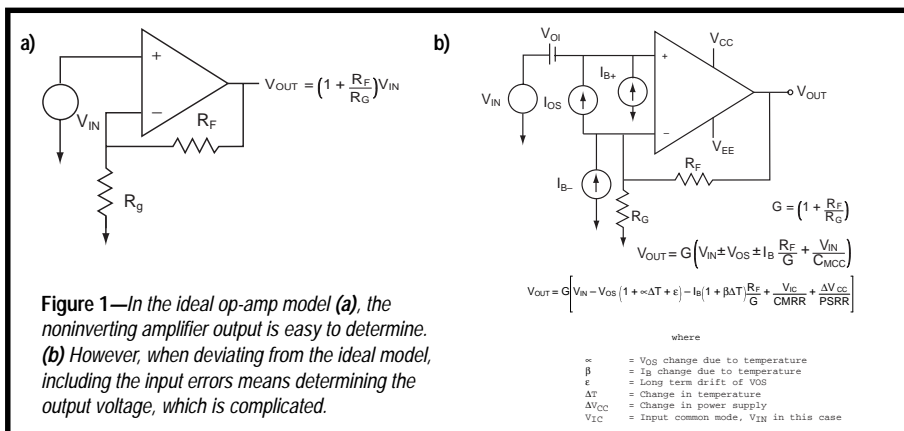 a)
V_IN
+
−
V_OUT = (1 + R_F/R_G)V_IN
R_F
R_g
Figure 1—In the ideal op-amp model (a), the
noninverting amplifier output is easy to determine.
(b) However, when deviating from the ideal model,
including the input errors means determining the
output voltage, which is complicated.
b)
V_OI
V_CC
+
I_B+
V_IN
I_OS
V_OUT
−
V_EE
R_F
I_B−
R_G
G = (1 + R_F/R_G)
V_OUT = G(V_IN ± V_OS ± I_B R_F/G + V_IN/C_MCC)
V_OUT = G[V_IN − V_OS (1 + ∝ΔT + ε) − I_B(1 + βΔT)R_F/G + V_IC/CMRR + ΔV_CC/PSRR]
where
∝ = V_OS change due to temperature
β = I_B change due to temperature
ε = Long term drift of VOS
ΔT = Change in temperature
ΔV_CC = Change in power supply
V_IC = Input common mode, V_IN in this case